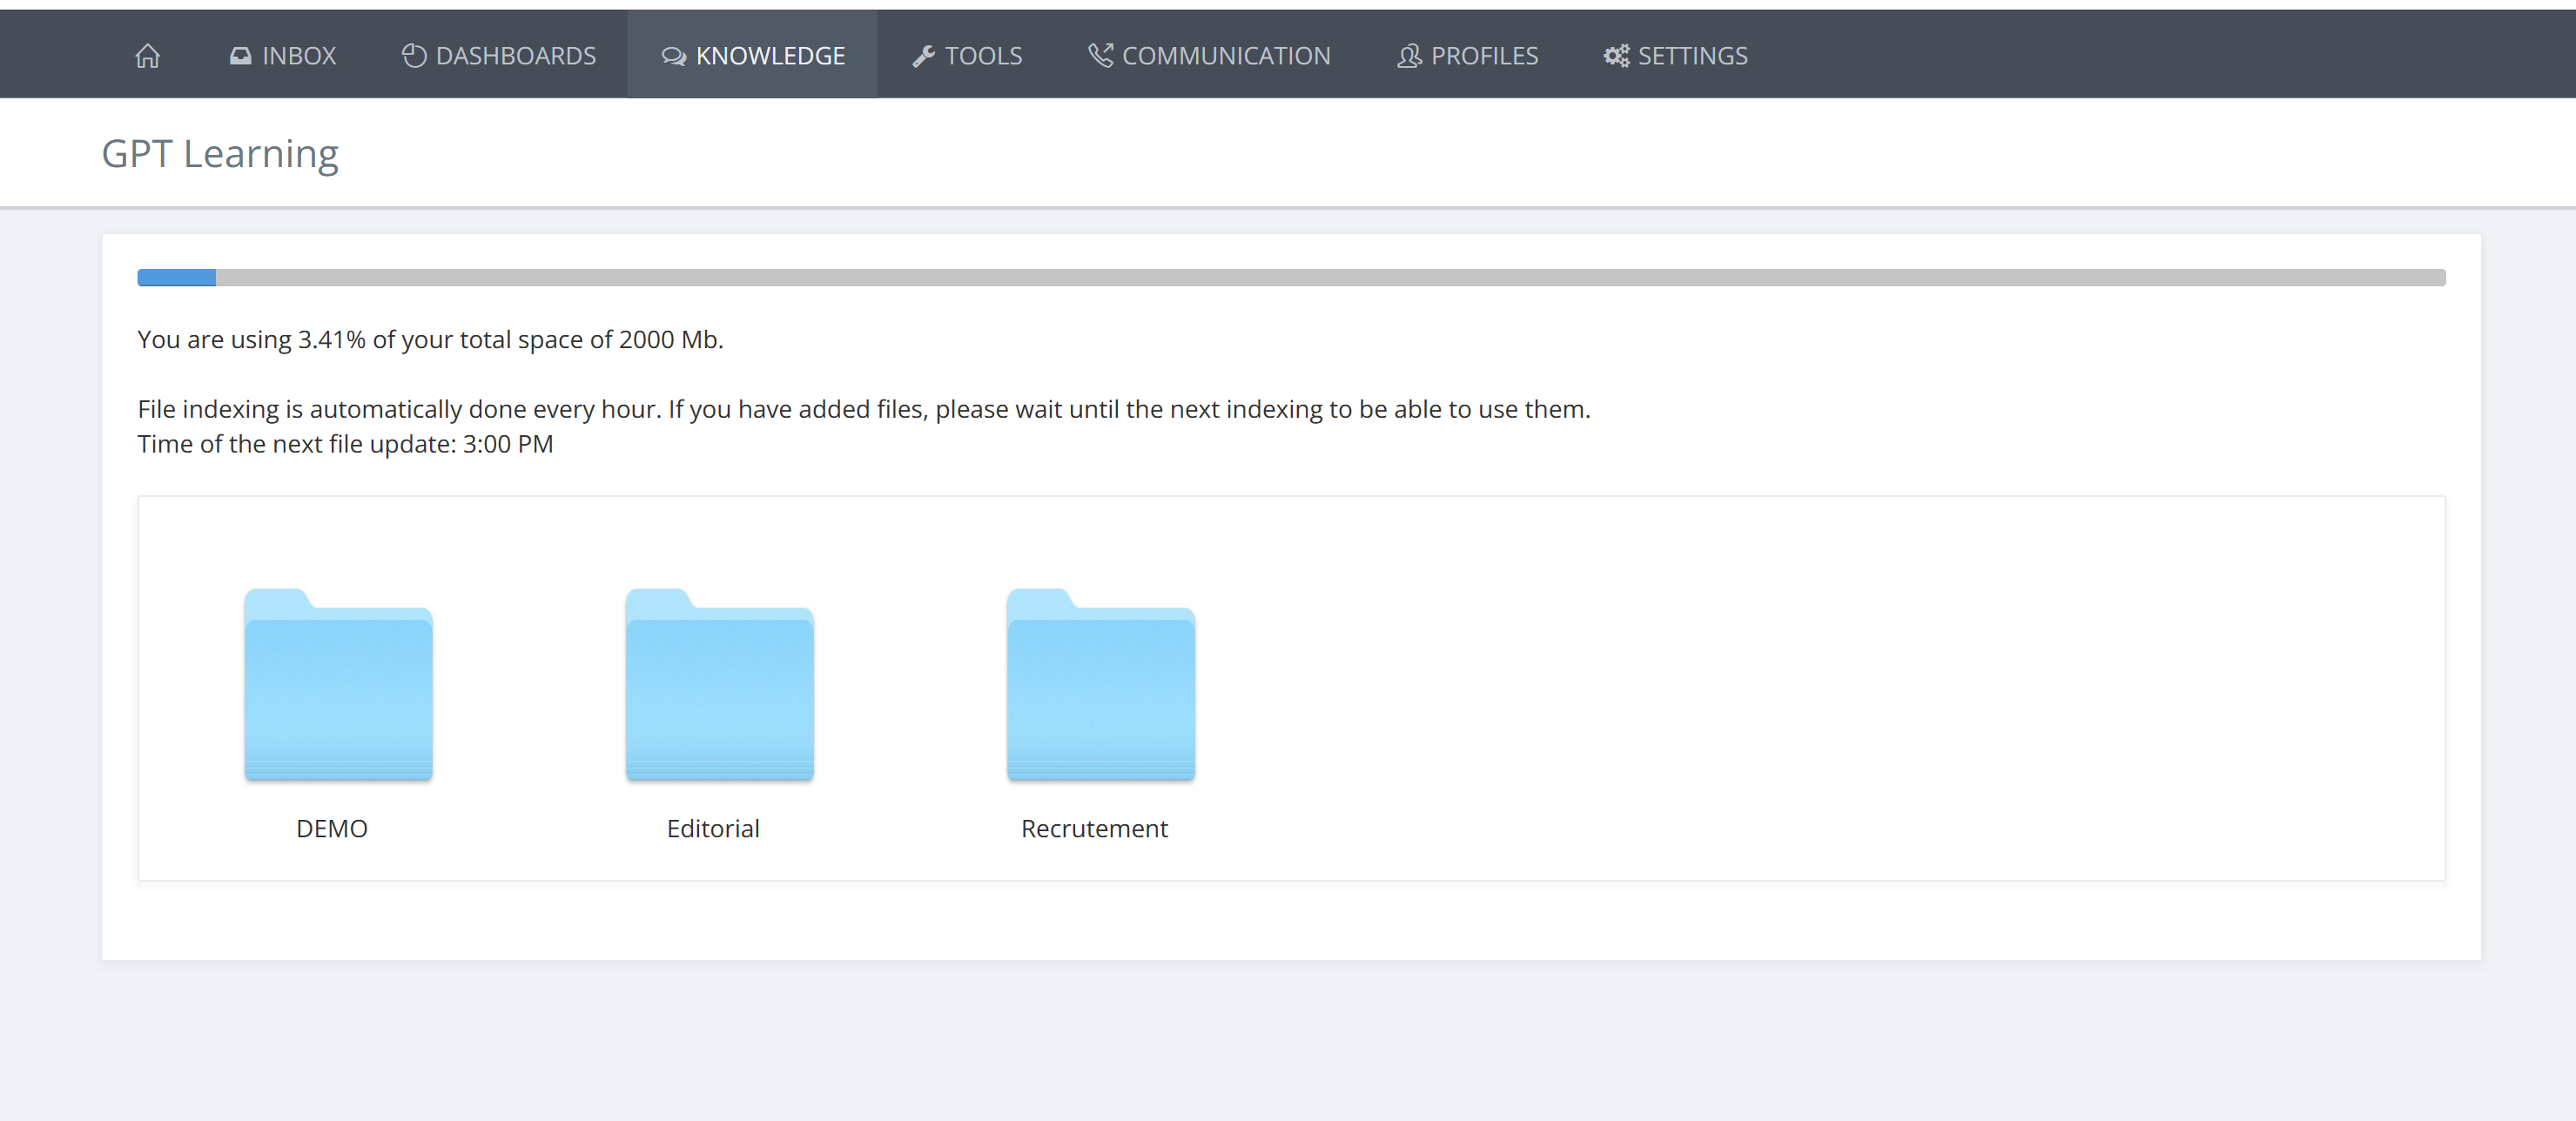 INBOX DASHBOARDS KNOWLEDGE TOOLS COMMUNICATION PROFILES SETTINGS
GPT Learning
You are using 3.41% of your total space of 2000 Mb.
File indexing is automatically done every hour. If you have added files, please wait until the next indexing to be able to use them.
Time of the next file update: 3:00 PM
DEMO Editorial Recrutement